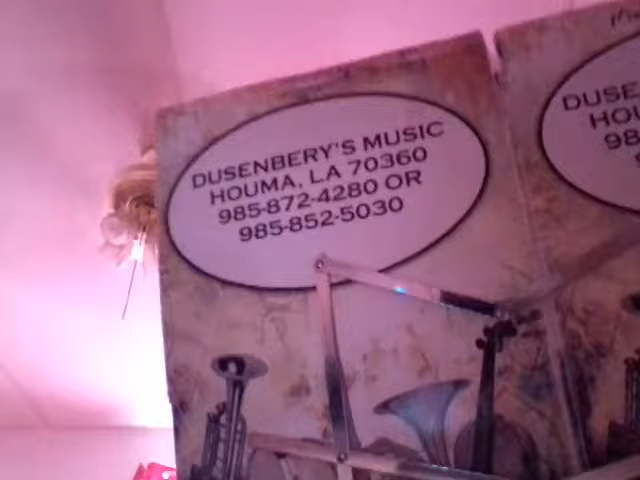 DUSENBERY'S MUSIC
HOUMA, LA 70360
985-872-4280 OR
985-852-5030
DUSE
HOU
98